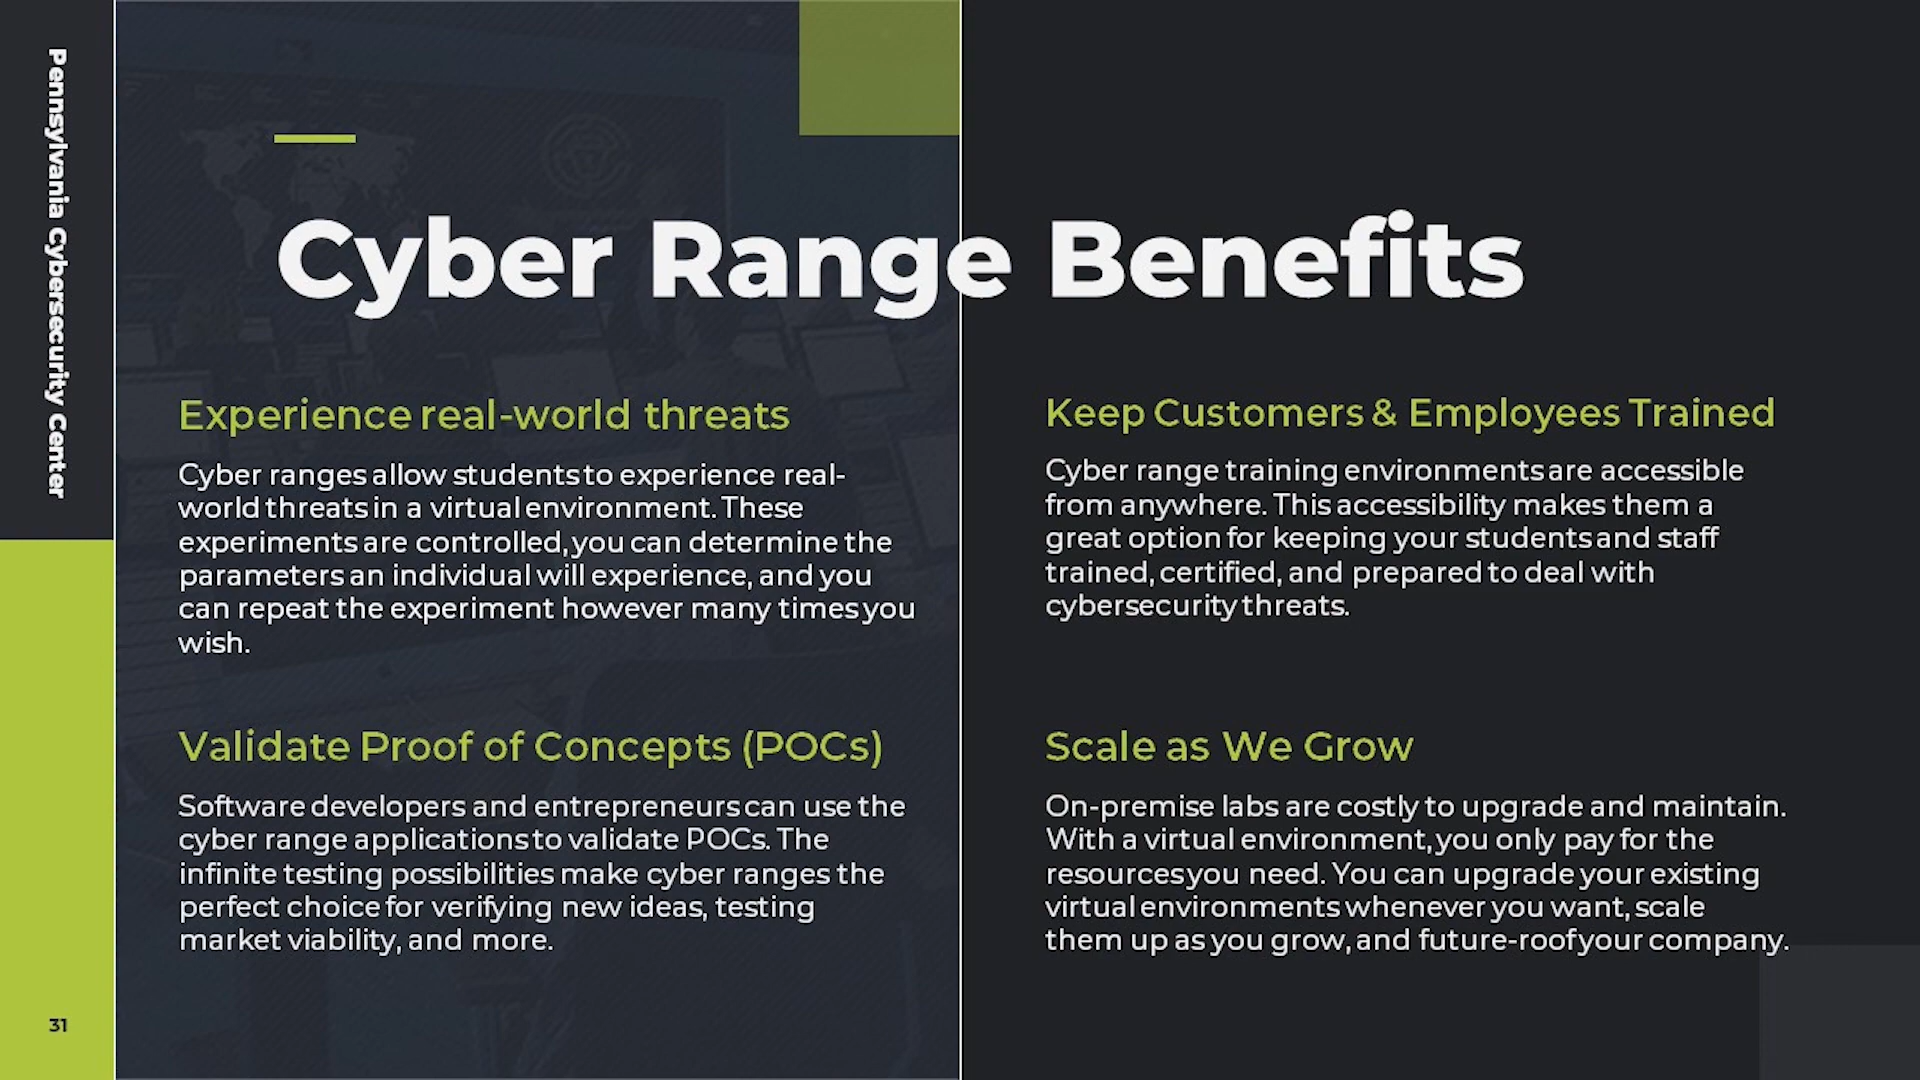 Pennsylvania Cybersecurity Center
Cyber Range Benefits
Experience real-world threats
Cyber ranges allow students to experience real-
world threats in a virtual environment. These
experiments are controlled, you can determine the
parameters an individual will experience, and you
can repeat the experiment however many times you
wish.
Validate Proof of Concepts (POCs)
Software developers and entrepreneurs can use the
cyber range applications to validate POCs. The
infinite testing possibilities make cyber ranges the
perfect choice for verifying new ideas, testing
market viability, and more.
Keep Customers & Employees Trained
Cyber range training environments are accessible
from anywhere. This accessibility makes them a
great option for keeping your students and staff
trained, certified, and prepared to deal with
cybersecurity threats.
Scale as We Grow
On-premise labs are costly to upgrade and maintain.
With a virtual environment, you only pay for the
resources you need. You can upgrade your existing
virtual environments whenever you want, scale
them up as you grow, and future-roof your company.
31